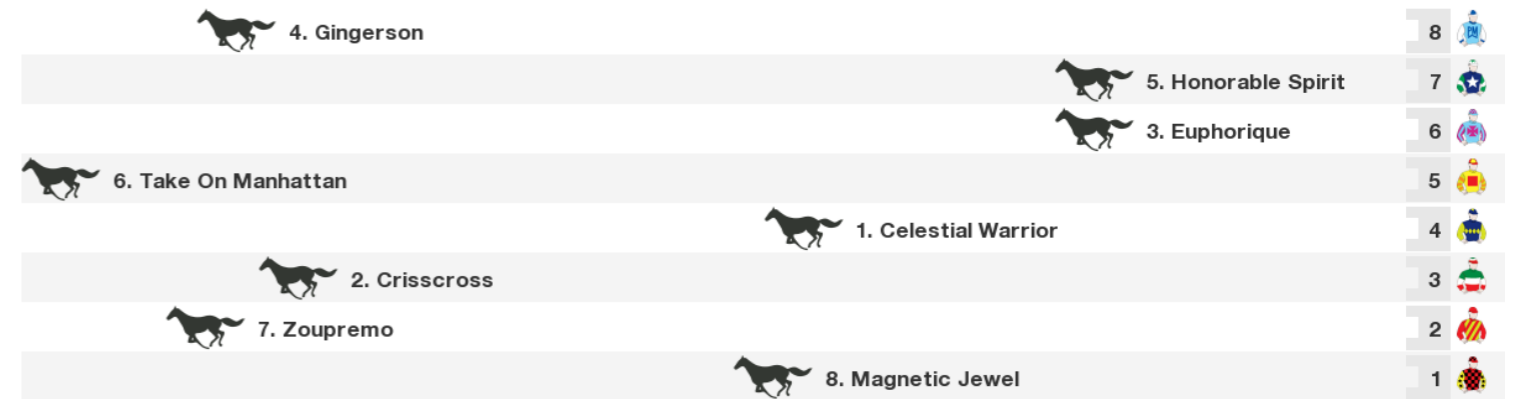 4. Gingerson 8
5. Honorable Spirit 7
3. Euphorique 6
6. Take On Manhattan 5
1. Celestial Warrior 4
2. Crisscross 3
7. Zoupremo 2
8. Magnetic Jewel 1